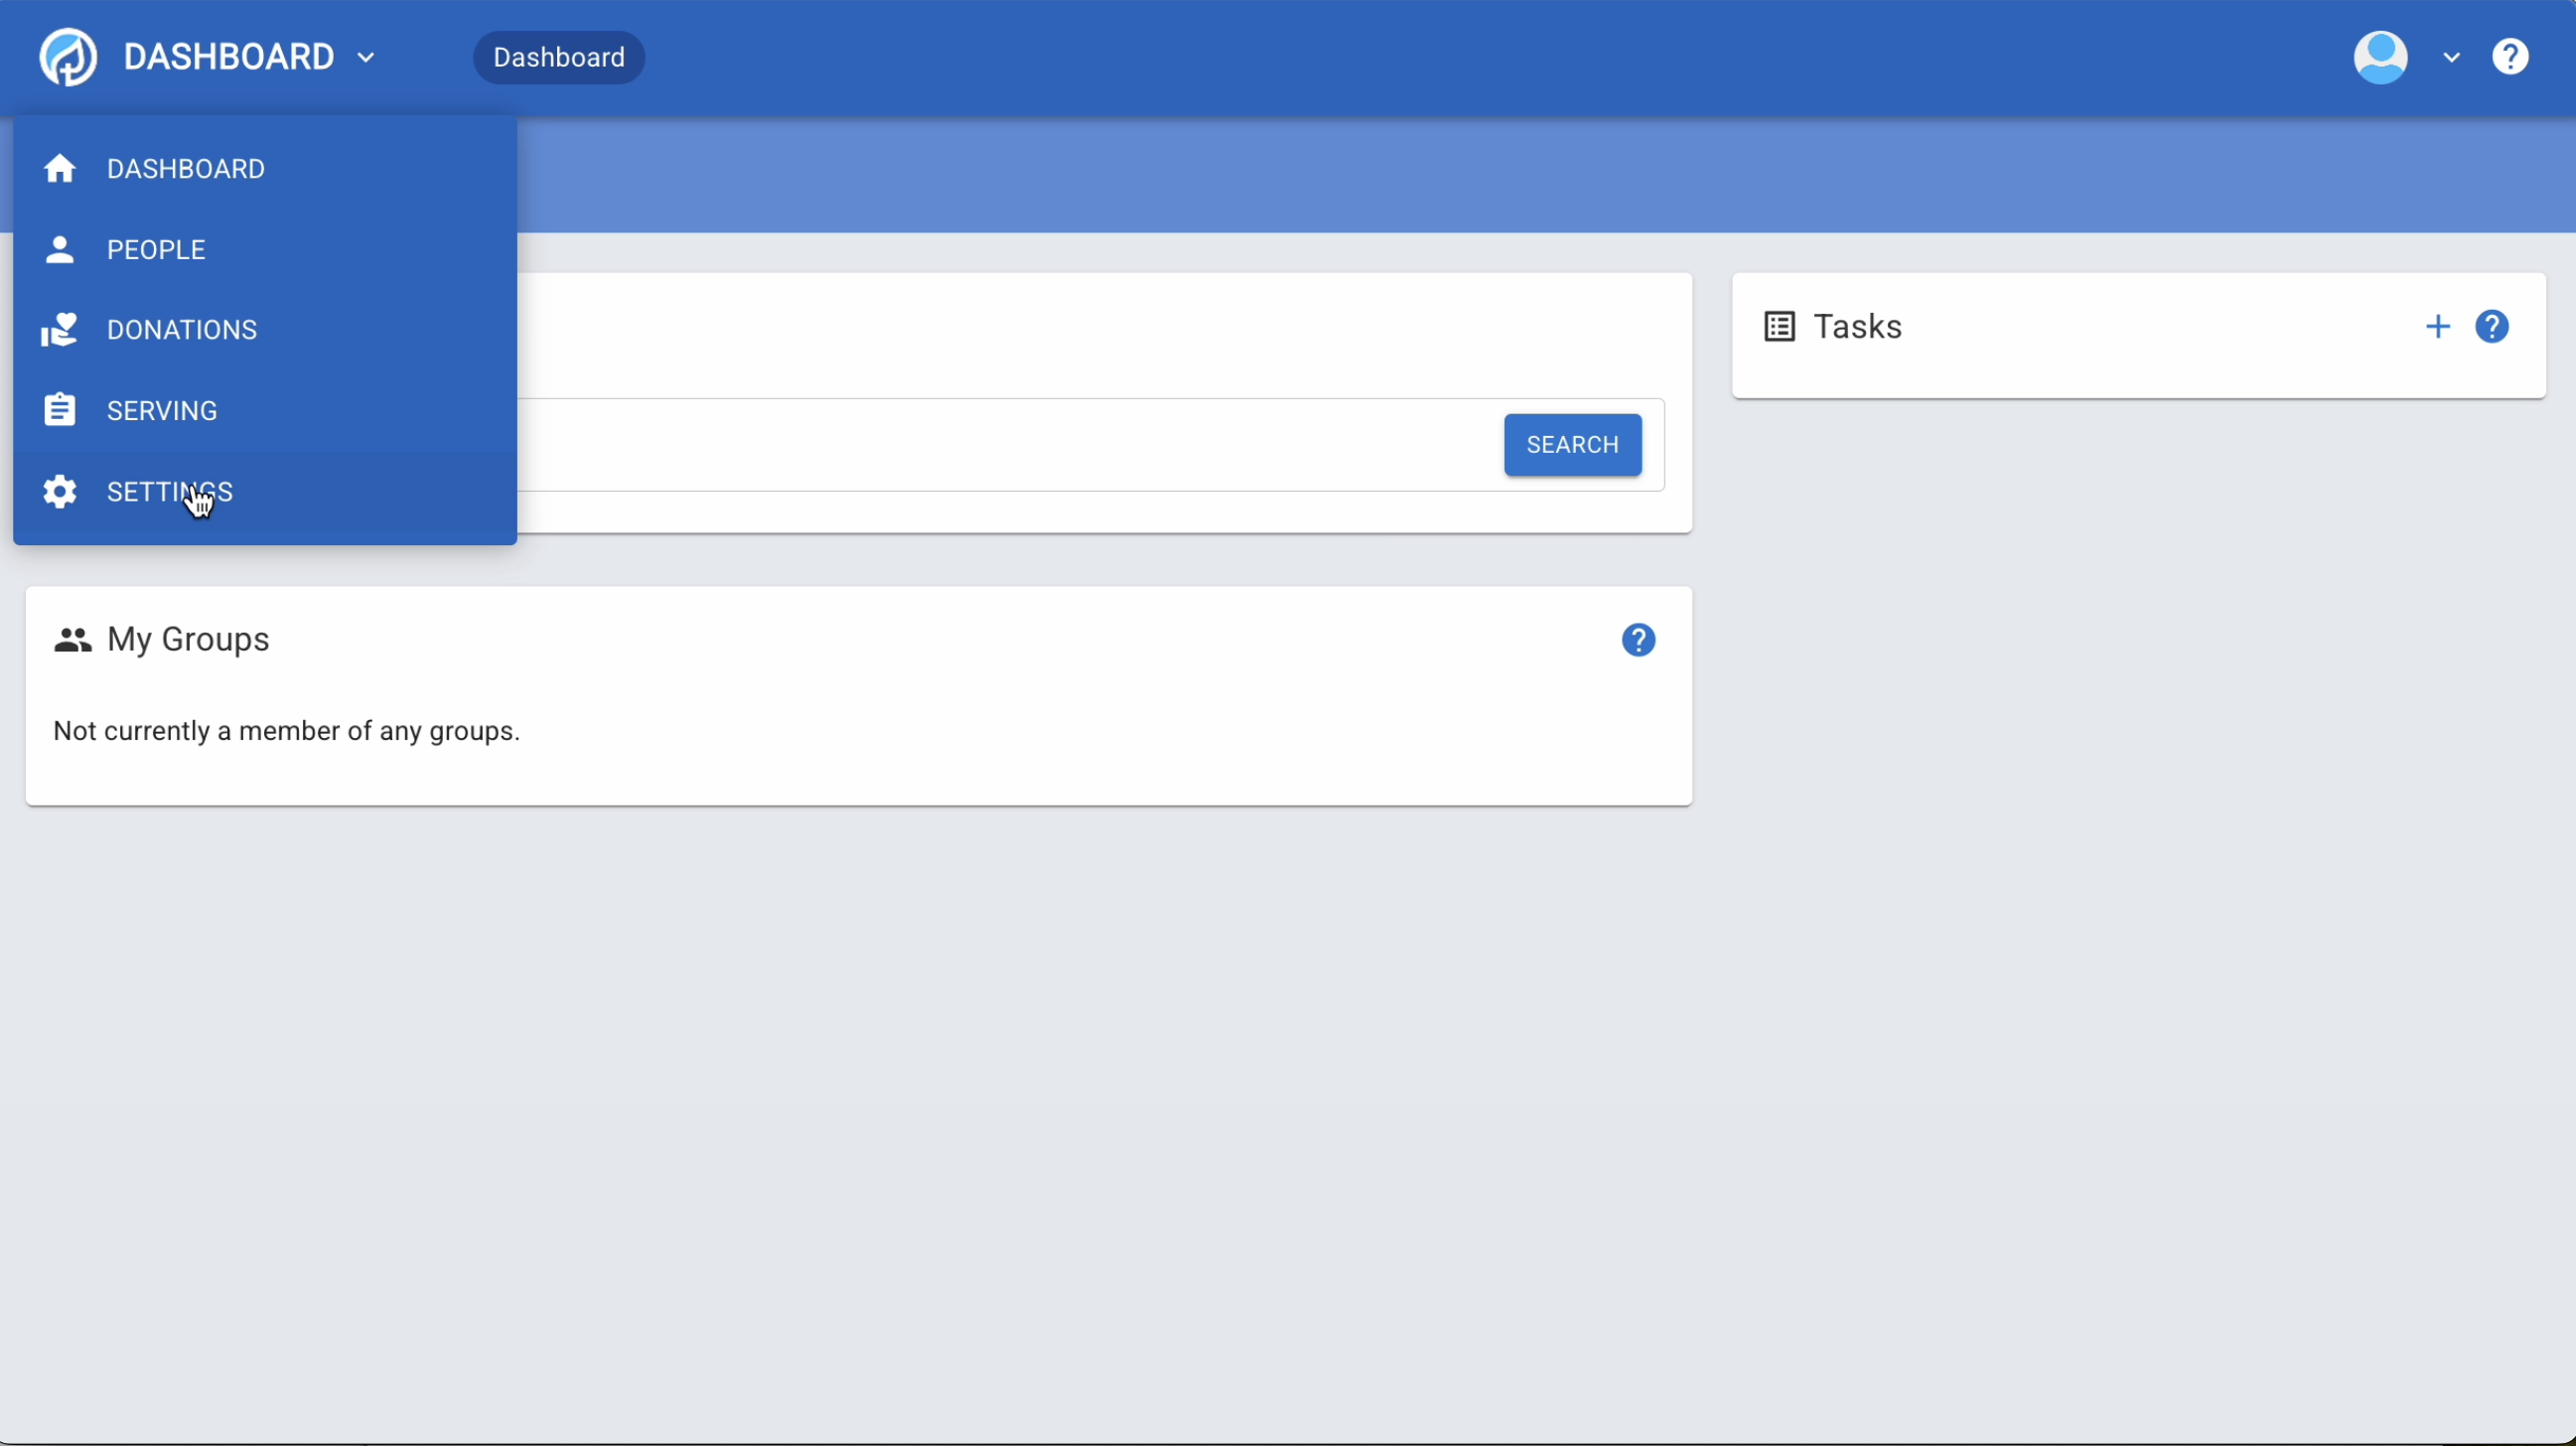 DASHBOARD
Dashboard
DASHBOARD
PEOPLE
DONATIONS
SERVING
SETTINGS
SEARCH
Tasks
My Groups
Not currently a member of any groups.